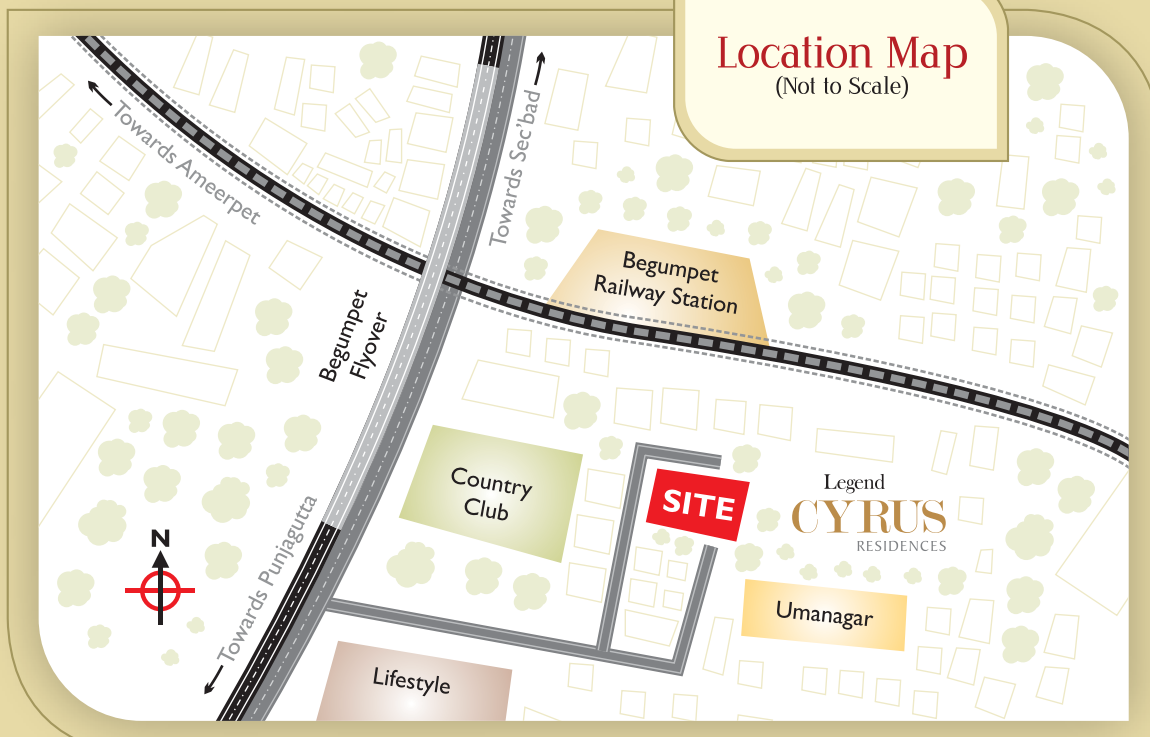 Location Map
(Not to Scale)
Towards Ameerpet
Towards Sec'bad
Begumpet
Railway Station
Begumpet
Flyover
Country
Club
SITE
Legend
CYRUS
RESIDENCES
N
Towards Punjagutta
Umanagar
Lifestyle